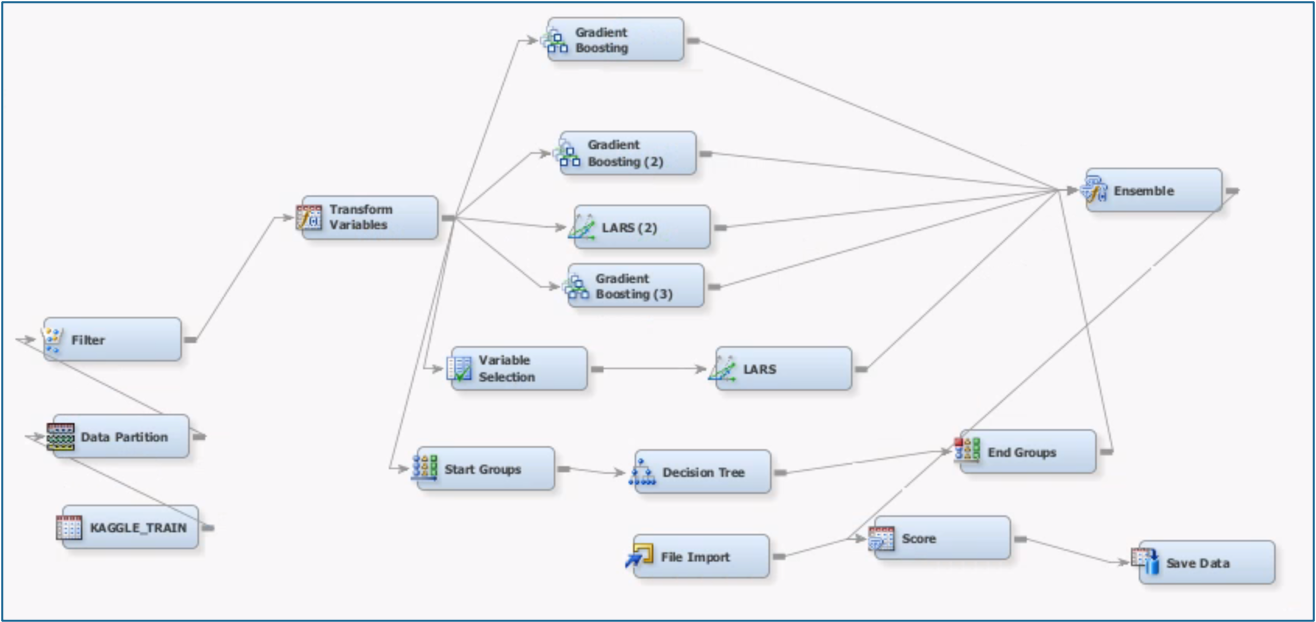 Gradient
Boosting
Gradient
Boosting (2)
Ensemble
Transform
Variables
LARS (2)
Gradient
Boosting (3)
Filter
Variable
Selection
LARS
Data Partition
End Groups
Start Groups
Decision Tree
KAGGLE_TRAIN
Score
File Import
Save Data